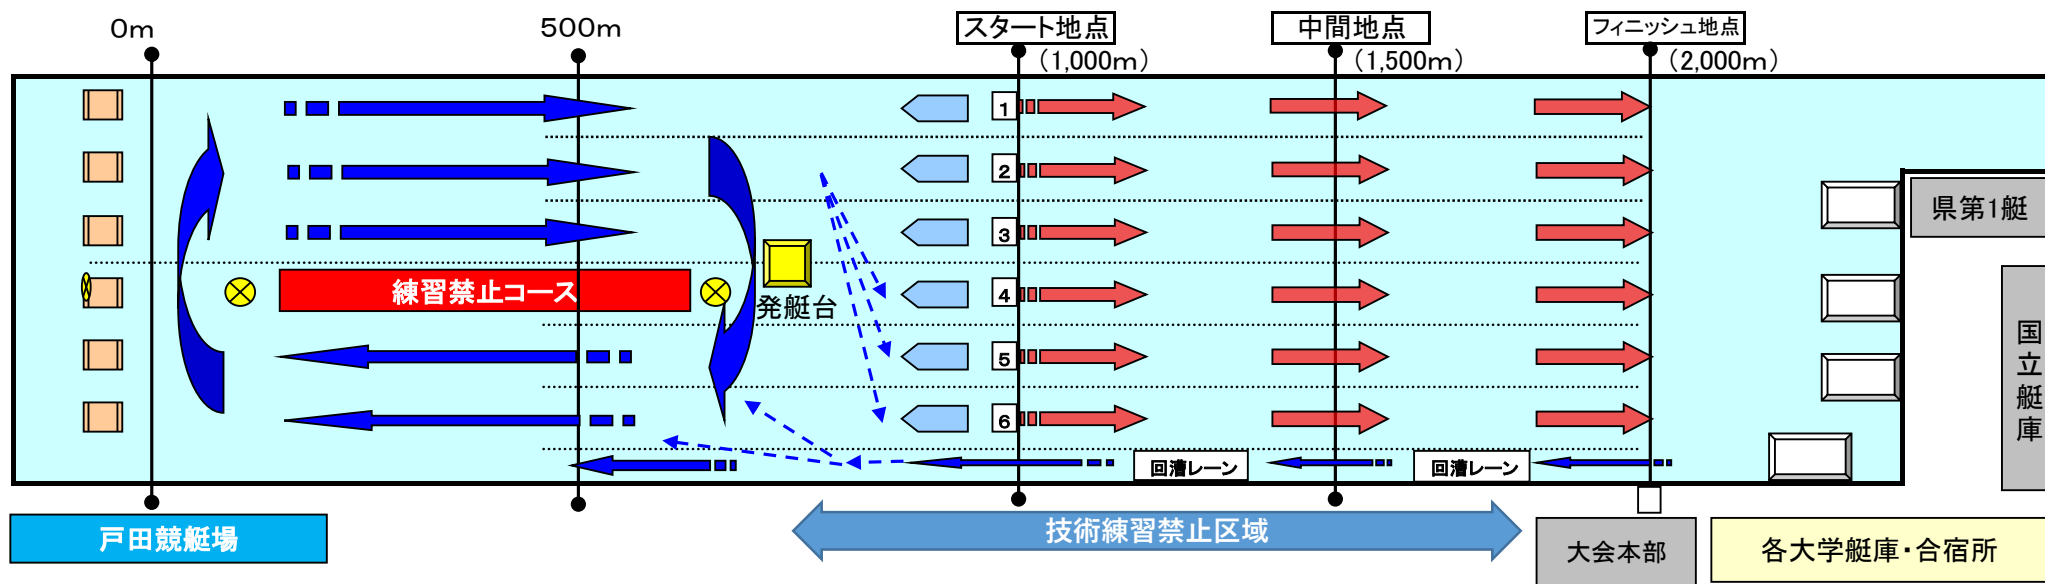 0m
500m
スタート地点
(1,000m)
中間地点
(1,500m)
フィニッシュ地点
(2,000m)
1
2
3
4
5
6
県第1艇
練習禁止コース
発艇台
国立艇庫
回漕レーン
回漕レーン
戸田競艇場
技術練習禁止区域
大会本部
各大学艇庫・合宿所